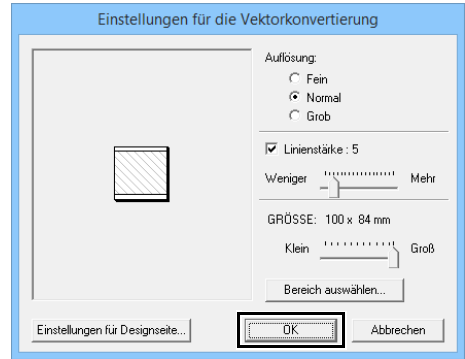 Einstellungen für die Vektorkonvertierung
Auflösung:
Fein
Normal
Grob
Linienstärke : 5
Weniger Mehr
GRÖSSE: 100 x 84 mm
Klein Groß
Bereich auswählen...
Einstellungen für Designseite... OK Abbrechen